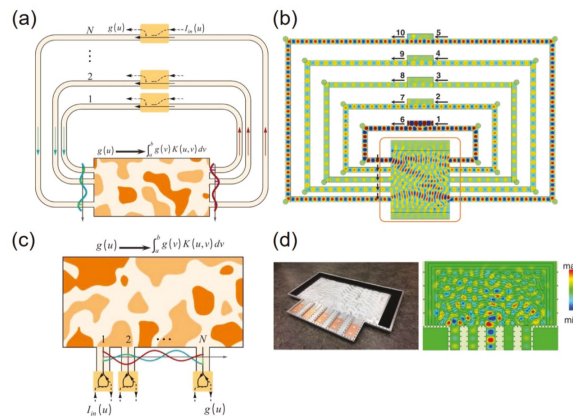 (a)
g(u) I_in(u)
N
⋮
2
1
g(u) ∫_a^b g(v) K(u,v) dv
(b)
10 5
9 4
8 3
7 2
6 1
(c)
g(u) ∫_a^b g(v) K(u,v) dv
1 2 ••• N
I_in(u) g(u)
(d)
ma
mi